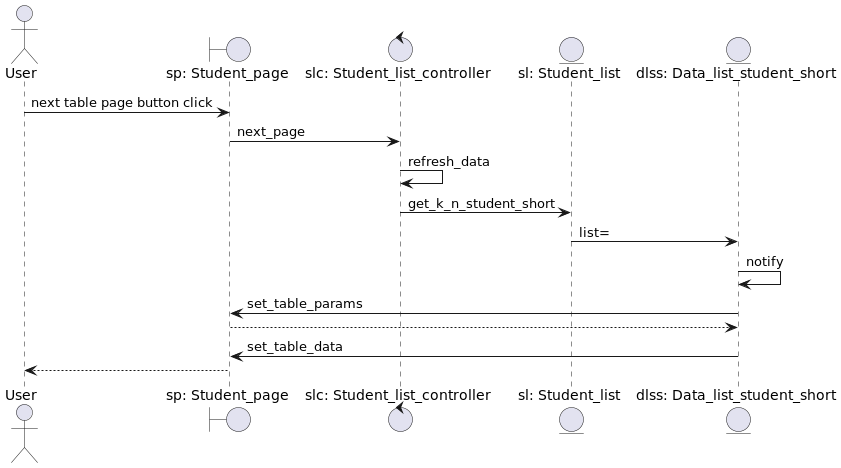 User
sp: Student_page
slc: Student_list_controller
sl: Student_list
dlss: Data_list_student_short
next table page button click
next_page
refresh_data
get_k_n_student_short
list=
notify
set_table_params
set_table_data
User
sp: Student_page
slc: Student_list_controller
sl: Student_list
dlss: Data_list_student_short